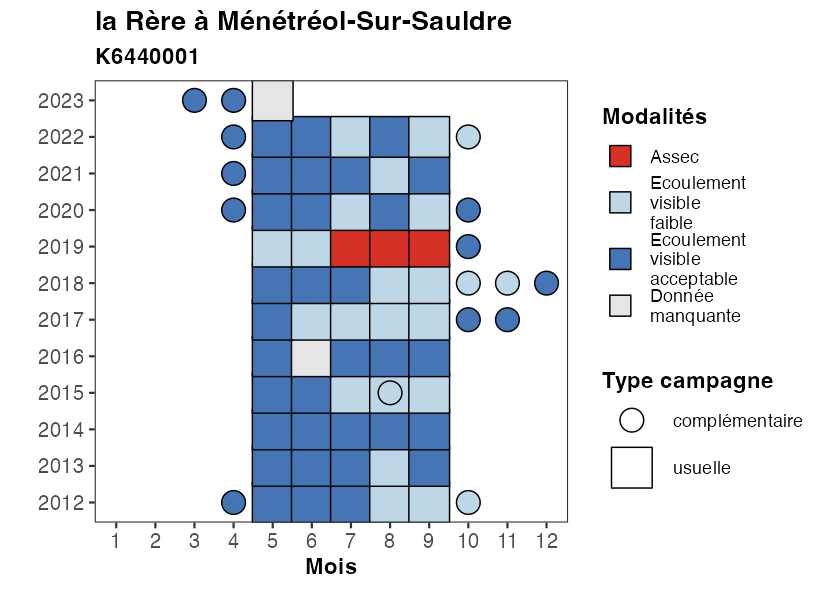 la Rère à Ménétréol-Sur-Sauldre
K6440001
2023
2022
2021
2020
2019
2018
2017
2016
2015
2014
2013
2012
1 2 3 4 5 6 7 8 9 10 11 12
Mois
Modalités
Assec
Ecoulement
visible
faible
Ecoulement
visible
acceptable
Donnée
manquante
Type campagne
complémentaire
usuelle